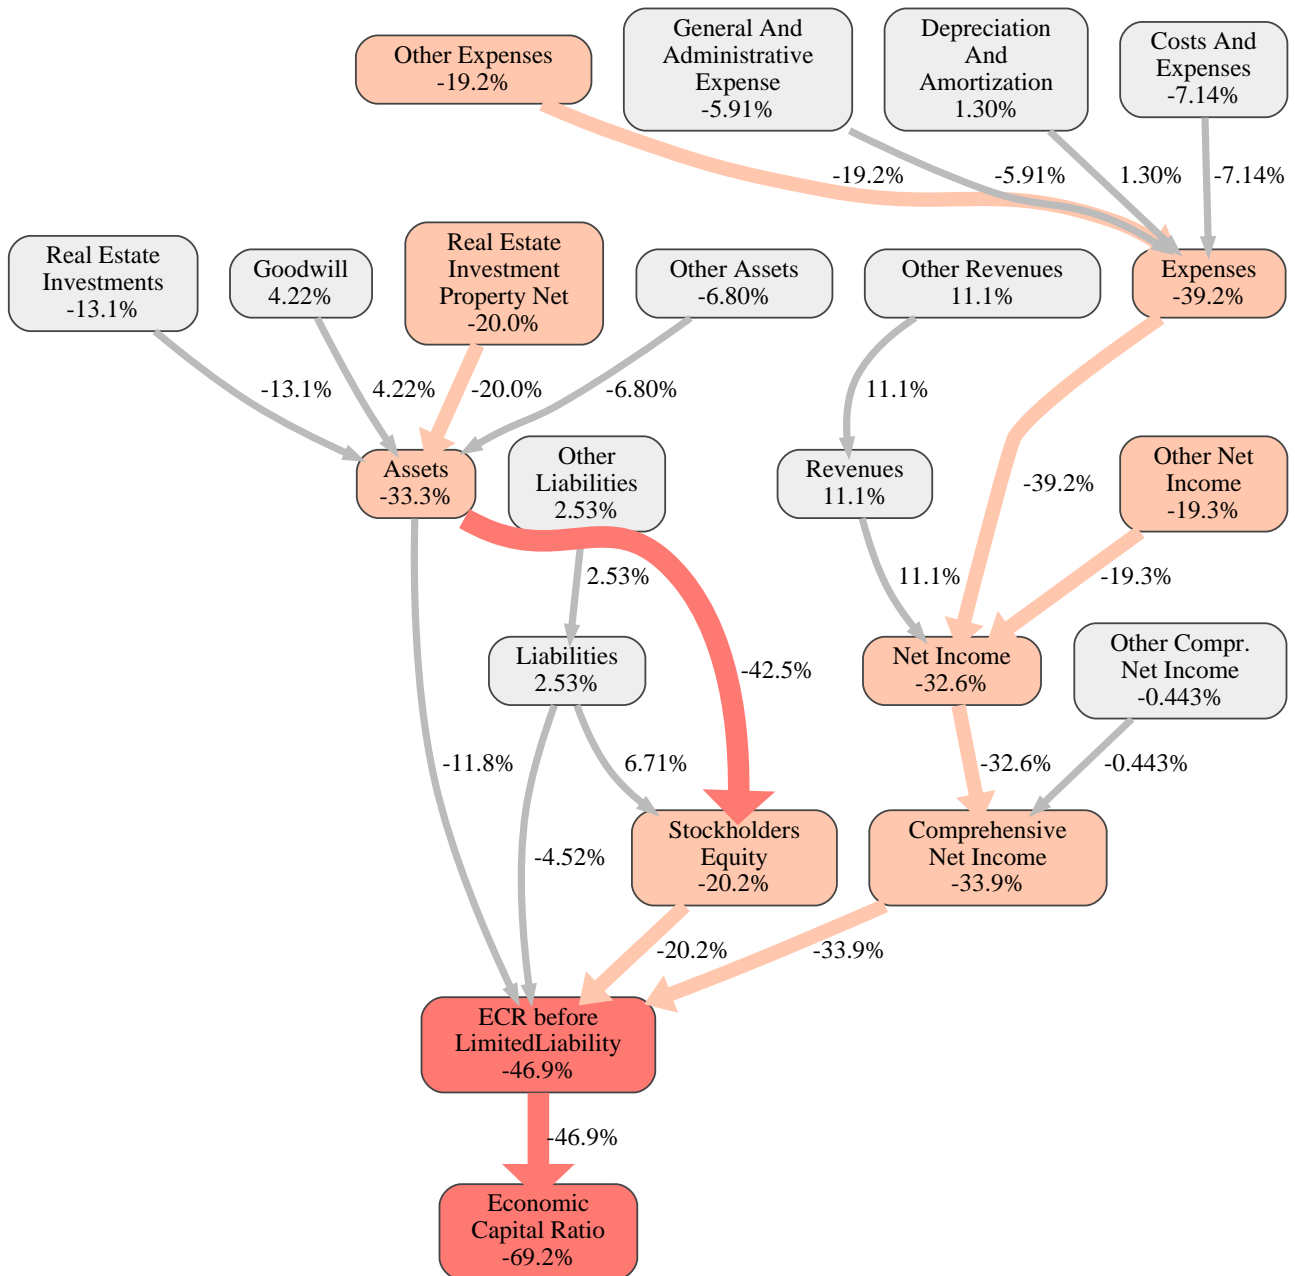 Other Expenses
-19.2%
General And
Administrative
Expense
-5.91%
Depreciation
And
Amortization
1.30%
Costs And
Expenses
-7.14%
-19.2%
-5.91%
1.30%
-7.14%
Real Estate
Investments
-13.1%
Goodwill
4.22%
Real Estate
Investment
Property Net
-20.0%
Other Assets
-6.80%
Other Revenues
11.1%
Expenses
-39.2%
-13.1%
4.22%
-20.0%
-6.80%
11.1%
Assets
-33.3%
Other
Liabilities
2.53%
Revenues
11.1%
-39.2%
Other Net
Income
-19.3%
2.53%
11.1%
-19.3%
Liabilities
2.53%
-42.5%
Net Income
-32.6%
Other Compr.
Net Income
-0.443%
-11.8%
6.71%
-32.6%
-0.443%
-4.52%
Stockholders
Equity
-20.2%
Comprehensive
Net Income
-33.9%
-20.2%
-33.9%
ECR before
LimitedLiability
-46.9%
-46.9%
Economic
Capital Ratio
-69.2%